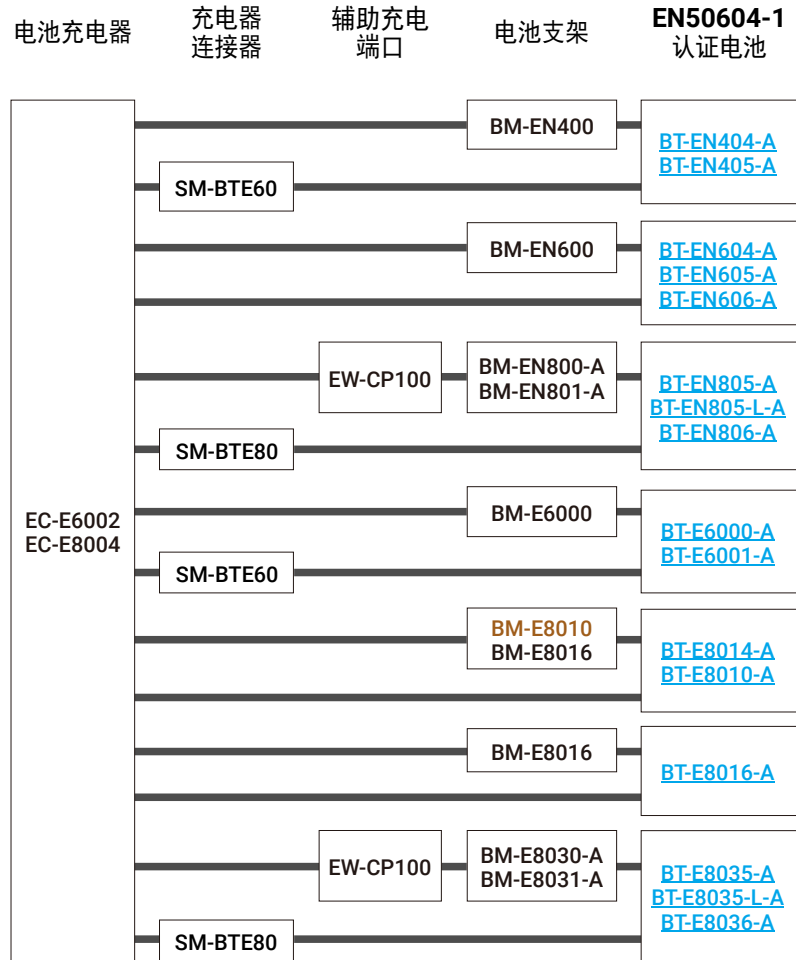 电池充电器
充电器
连接器
辅助充电
端口
电池支架
EN50604-1
认证电池
EC-E6002
EC-E8004
BM-EN400
BT-EN404-A
BT-EN405-A
SM-BTE60
BM-EN600
BT-EN604-A
BT-EN605-A
BT-EN606-A
EW-CP100
BM-EN800-A
BM-EN801-A
BT-EN805-A
BT-EN805-L-A
BT-EN806-A
SM-BTE80
BM-E6000
BT-E6000-A
BT-E6001-A
SM-BTE60
BM-E8010
BM-E8016
BT-E8014-A
BT-E8010-A
BM-E8016
BT-E8016-A
EW-CP100
BM-E8030-A
BM-E8031-A
BT-E8035-A
BT-E8035-L-A
BT-E8036-A
SM-BTE80